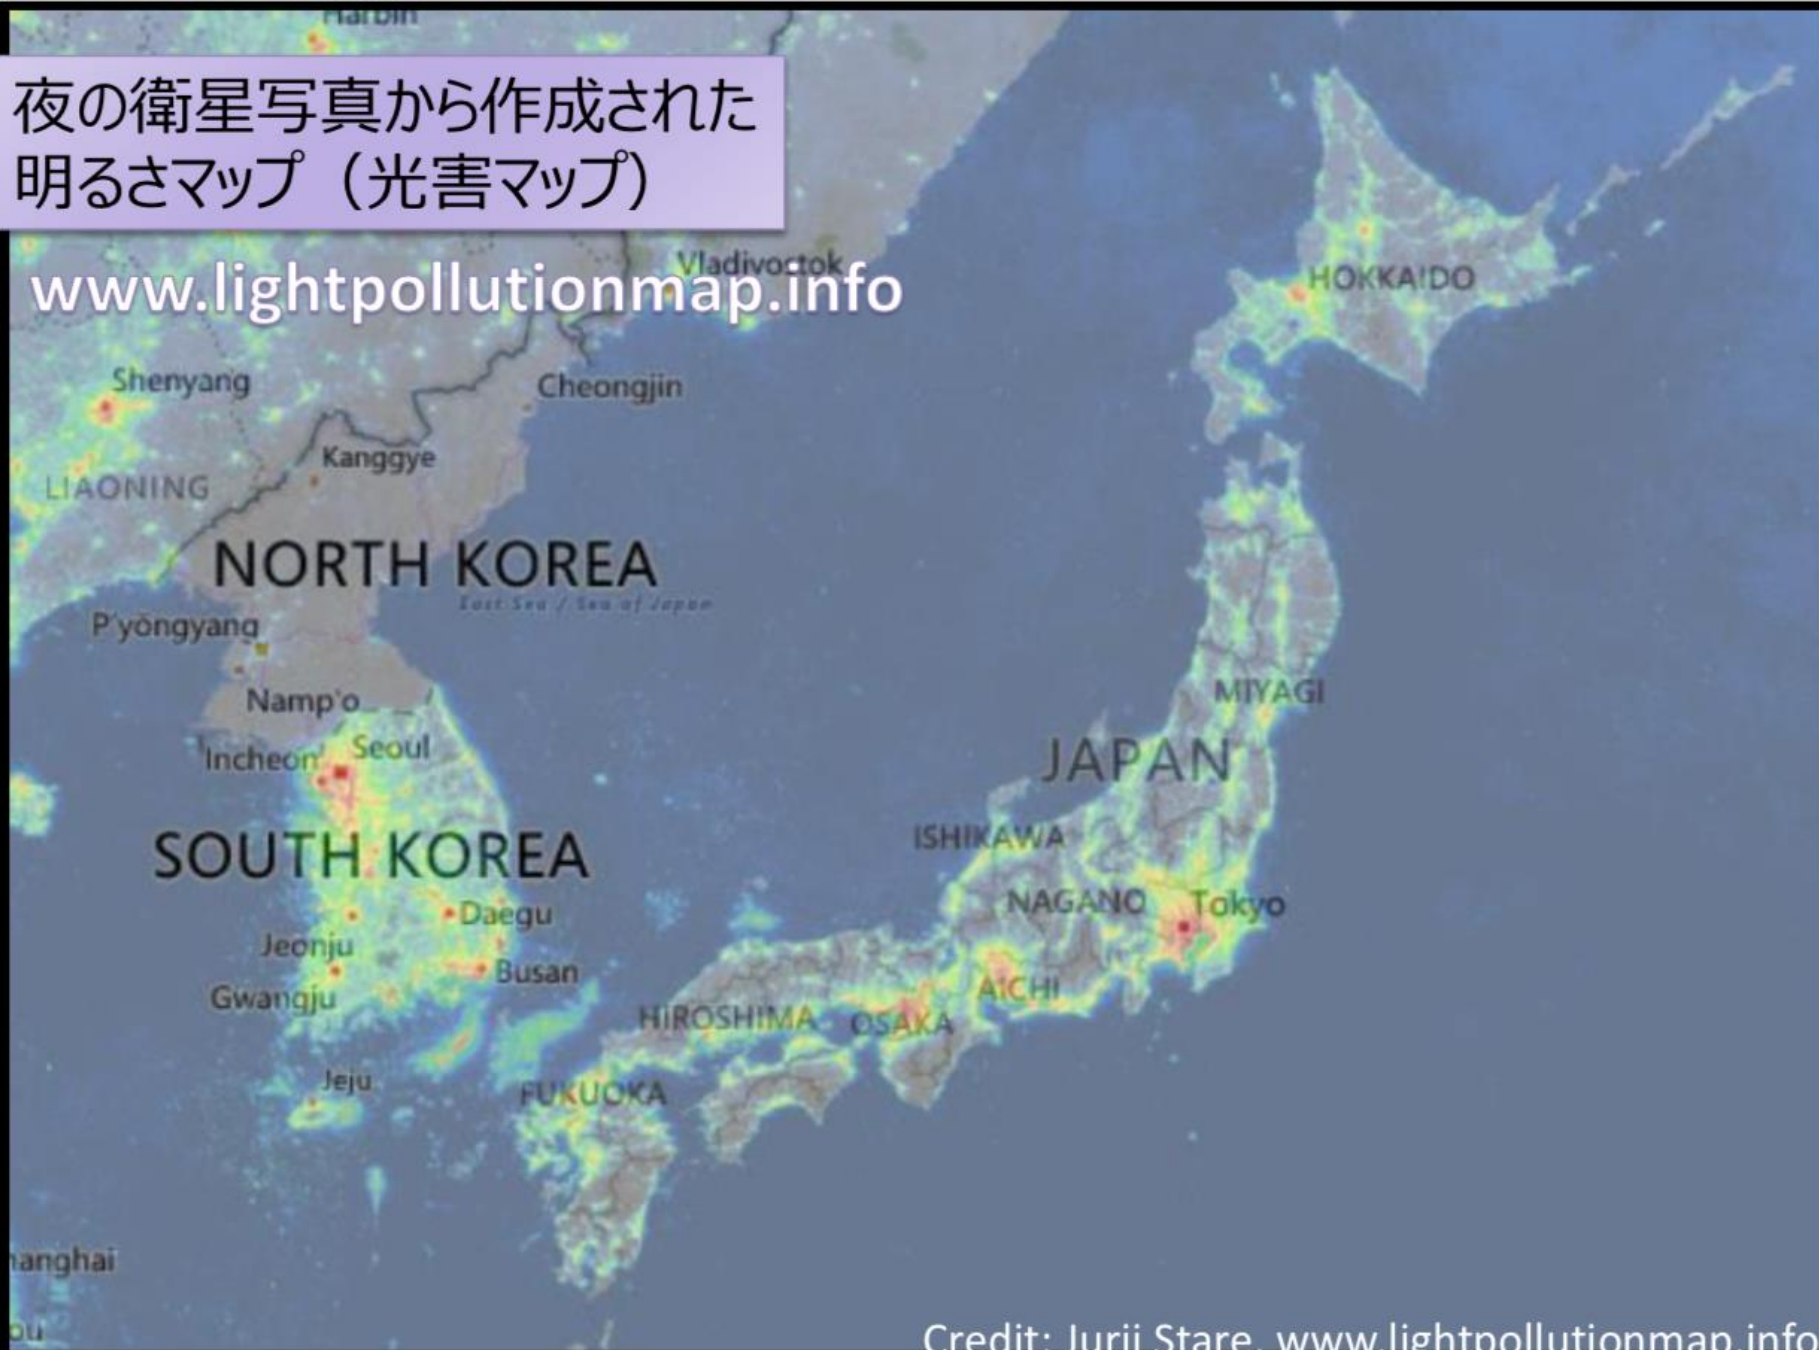 Harbin
夜の衛星写真から作成された
明るさマップ（光害マップ）
Vladivostok
www.lightpollutionmap.info
HOKKAIDO
Shenyang
Cheongjin
Kanggye
LIAONING
NORTH KOREA
East Sea / Sea of Japan
P'yŏngyang
Namp'o
MIYAGI
Incheon
Seoul
JAPAN
ISHIKAWA
SOUTH KOREA
NAGANO
Tokyo
Daegu
Jeonju
Busan
AICHI
Gwangju
HIROSHIMA
OSAKA
Jeju
FUKUOKA
anghai
ou
Credit: Jurij Stare, www.lightpollutionmap.info